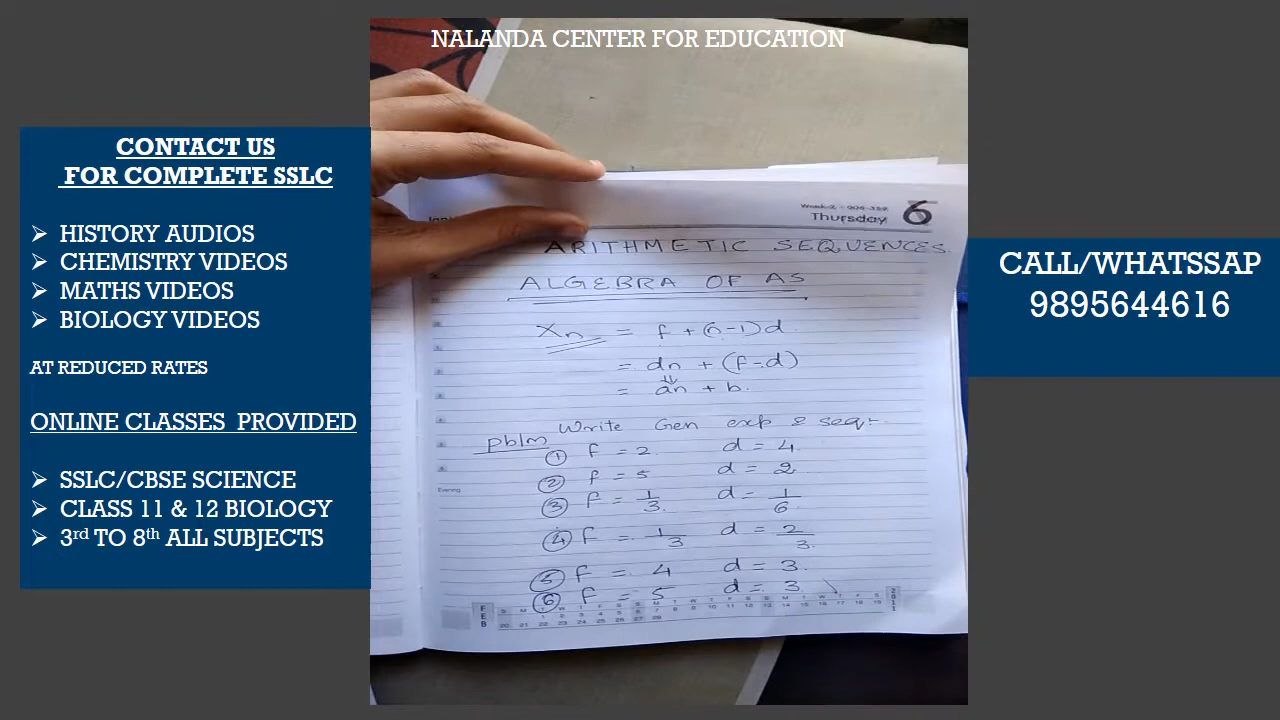 NALANDA CENTER FOR EDUCATION
CONTACT US
FOR COMPLETE SSLC
HISTORY AUDIOS
CHEMISTRY VIDEOS
MATHS VIDEOS
BIOLOGY VIDEOS
AT REDUCED RATES
ONLINE CLASSES PROVIDED
SSLC/CBSE SCIENCE
CLASS 11 & 12 BIOLOGY
3rd TO 8th ALL SUBJECTS
Thursday 6
ARITHMETIC SEQUENCES.
ALGEBRA OF AS
Xn = f + (n-1)d
= dn + (f-d)
= an + b.
pblm Write Gen exp & seq:-
① f = 2 d = 4
② f = 5 d = 2
③ f = 1/3 d = 1/6
④ f = 1/3 d = 2/3
⑤ f = 4 d = 3
⑥ f = 5 d = 3
Evening
FEB
2011
CALL/WHATSSAP
9895644616